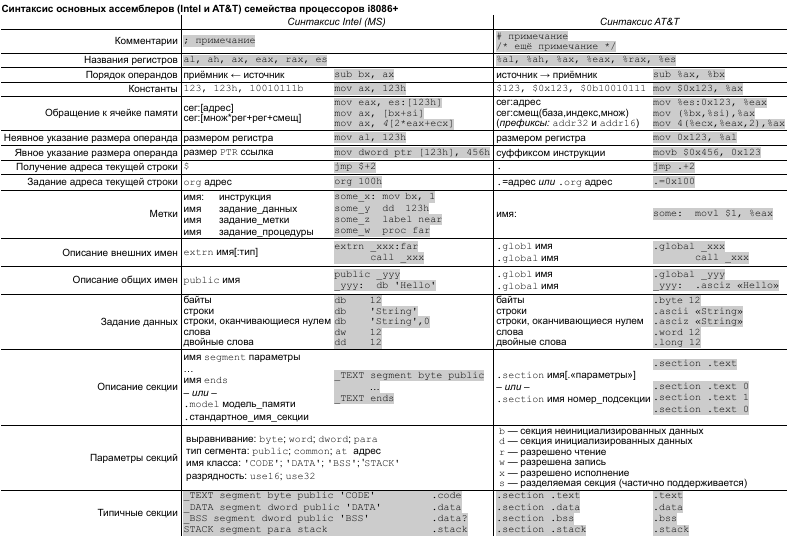 Синтаксис основных ассемблеров (Intel и AT&T) семейства процессоров i8086+
Синтаксис Intel (MS) Синтаксис AT&T
Комментарии ; примечание # примечание
/* ещё примечание */
Названия регистров al, ah, ax, eax, rax, es %al, %ah, %ax, %eax, %rax, %es
Порядок операндов приёмник ← источник sub bx, ax источник → приёмник sub %ax, %bx
Константы 123, 123h, 10010111b mov ax, 123h $123, $0x123, $0b10010111 mov $0x123, %ax
Обращение к ячейке памяти сег:[адрес] mov eax, es:[123h] сег:адрес mov %es:0x123, %eax
сег:[множ*рег+рег+смещ] mov ax, [bx+si] сег:смещ(база,индекс,множ) mov (%bx,%si),%ax
mov ax, 4[2*eax+ecx] (префиксы: addr32 и addr16) mov 4(%ecx,%eax,2),%ax
Неявное указание размера операнда размером регистра mov al, 123h размером регистра mov 0x123, %al
Явное указание размера операнда размер PTR ссылка mov dword ptr [123h], 456h суффиксом инструкции movb $0x456, 0x123
Получение адреса текущей строки $ jmp $+2 . jmp .+2
Задание адреса текущей строки org адрес org 100h .=адрес или .org адрес .=0x100
Метки имя: инструкция some_x: mov bx, 1 имя: some: movl $1, %eax
имя задание_данных some_y dd 123h
имя задание_метки some_z label near
имя задание_процедуры some_w proc far
Описание внешних имен extrn имя[:тип] extrn _xxx:far .globl имя .global _xxx
call _xxx .global имя call _xxx
Описание общих имен public имя public _yyy .globl имя .global _yyy
_yyy: db 'Hello' .global имя _yyy: .asciz «Hello»
Задание данных байты db 12 байты .byte 12
строки db 'String' строки .ascii «String»
строки, оканчивающиеся нулем db 'String',0 строки, оканчивающиеся нулем .asciz «String»
слова dw 12 слова .word 12
двойные слова dd 12 двойные слова .long 12
Описание секции имя segment параметры .section .text
…
имя ends _TEXT segment byte public .section имя[.«параметры»]
– или – … – или – .section .text 0
.model модель_памяти _TEXT ends .section имя номер_подсекции .section .text 1
.стандартное_имя_секции .section .text 0
Параметры секций выравнивание: byte; word; dword; para
тип сегмента: public; common; at адрес
имя класса: 'CODE'; 'DATA'; 'BSS'; 'STACK'
разрядность: use16; use32
b — секция неинициализированных данных
d — секция инициализированных данных
r — разрешено чтение
w — разрешена запись
x — разрешено исполнение
s — разделяемая секция (частично поддерживается)
Типичные секции _TEXT segment byte public 'CODE' .code .section .text .text
_DATA segment dword public 'DATA' .data .section .data .data
_BSS segment dword public 'BSS' .data? .section .bss .bss
STACK segment para stack .stack .section .stack .stack